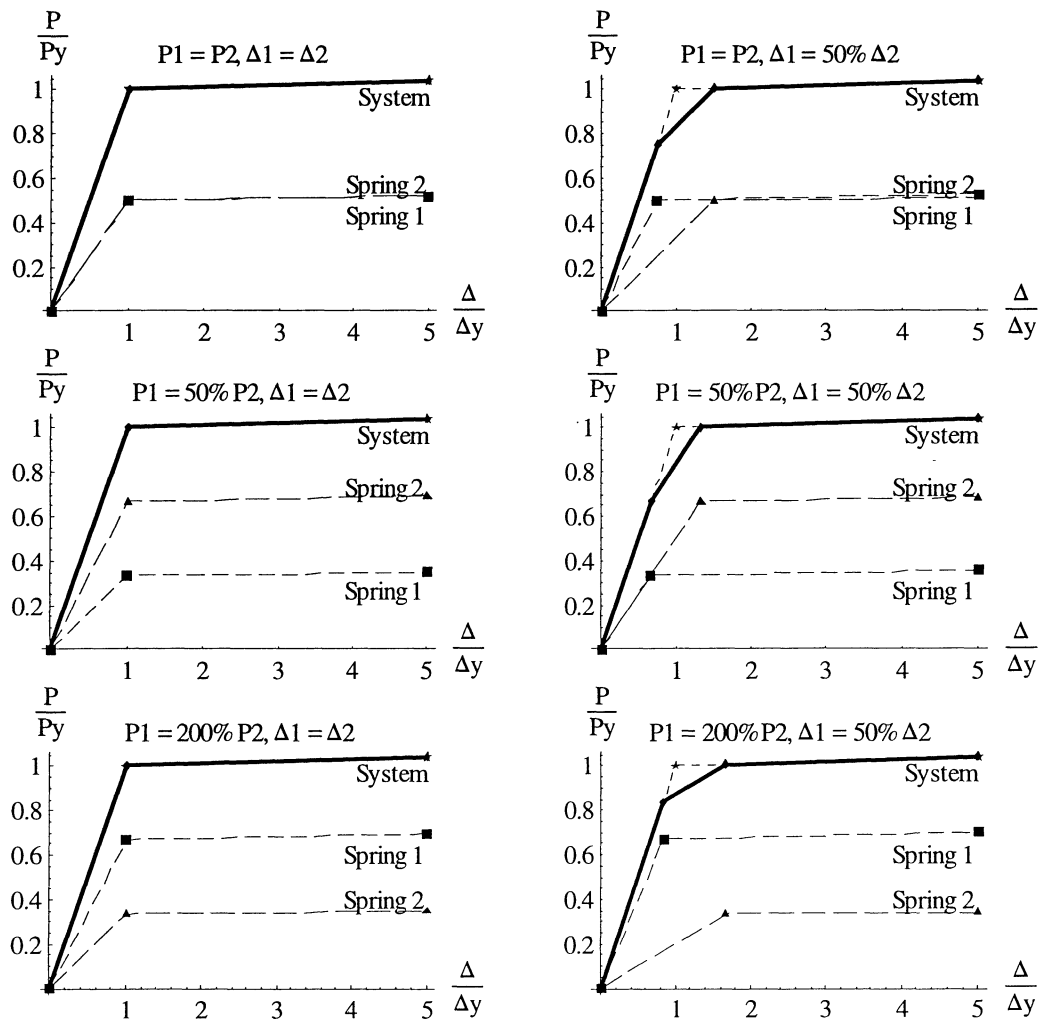 P
Py
P1 = P2, Δ1 = Δ2
1
0.8
0.6
0.4
0.2
System
Spring 2
Spring 1
1 2 3 4 5
Δ
Δy
P
Py
P1 = P2, Δ1 = 50% Δ2
1
0.8
0.6
0.4
0.2
System
Spring 2
Spring 1
1 2 3 4 5
Δ
Δy
P
Py
P1 = 50% P2, Δ1 = Δ2
1
0.8
0.6
0.4
0.2
System
Spring 2
Spring 1
1 2 3 4 5
Δ
Δy
P
Py
P1 = 50% P2, Δ1 = 50% Δ2
1
0.8
0.6
0.4
0.2
System
Spring 2
Spring 1
1 2 3 4 5
Δ
Δy
P
Py
P1 = 200% P2, Δ1 = Δ2
1
0.8
0.6
0.4
0.2
System
Spring 1
Spring 2
1 2 3 4 5
Δ
Δy
P
Py
P1 = 200% P2, Δ1 = 50% Δ2
1
0.8
0.6
0.4
0.2
System
Spring 1
Spring 2
1 2 3 4 5
Δ
Δy